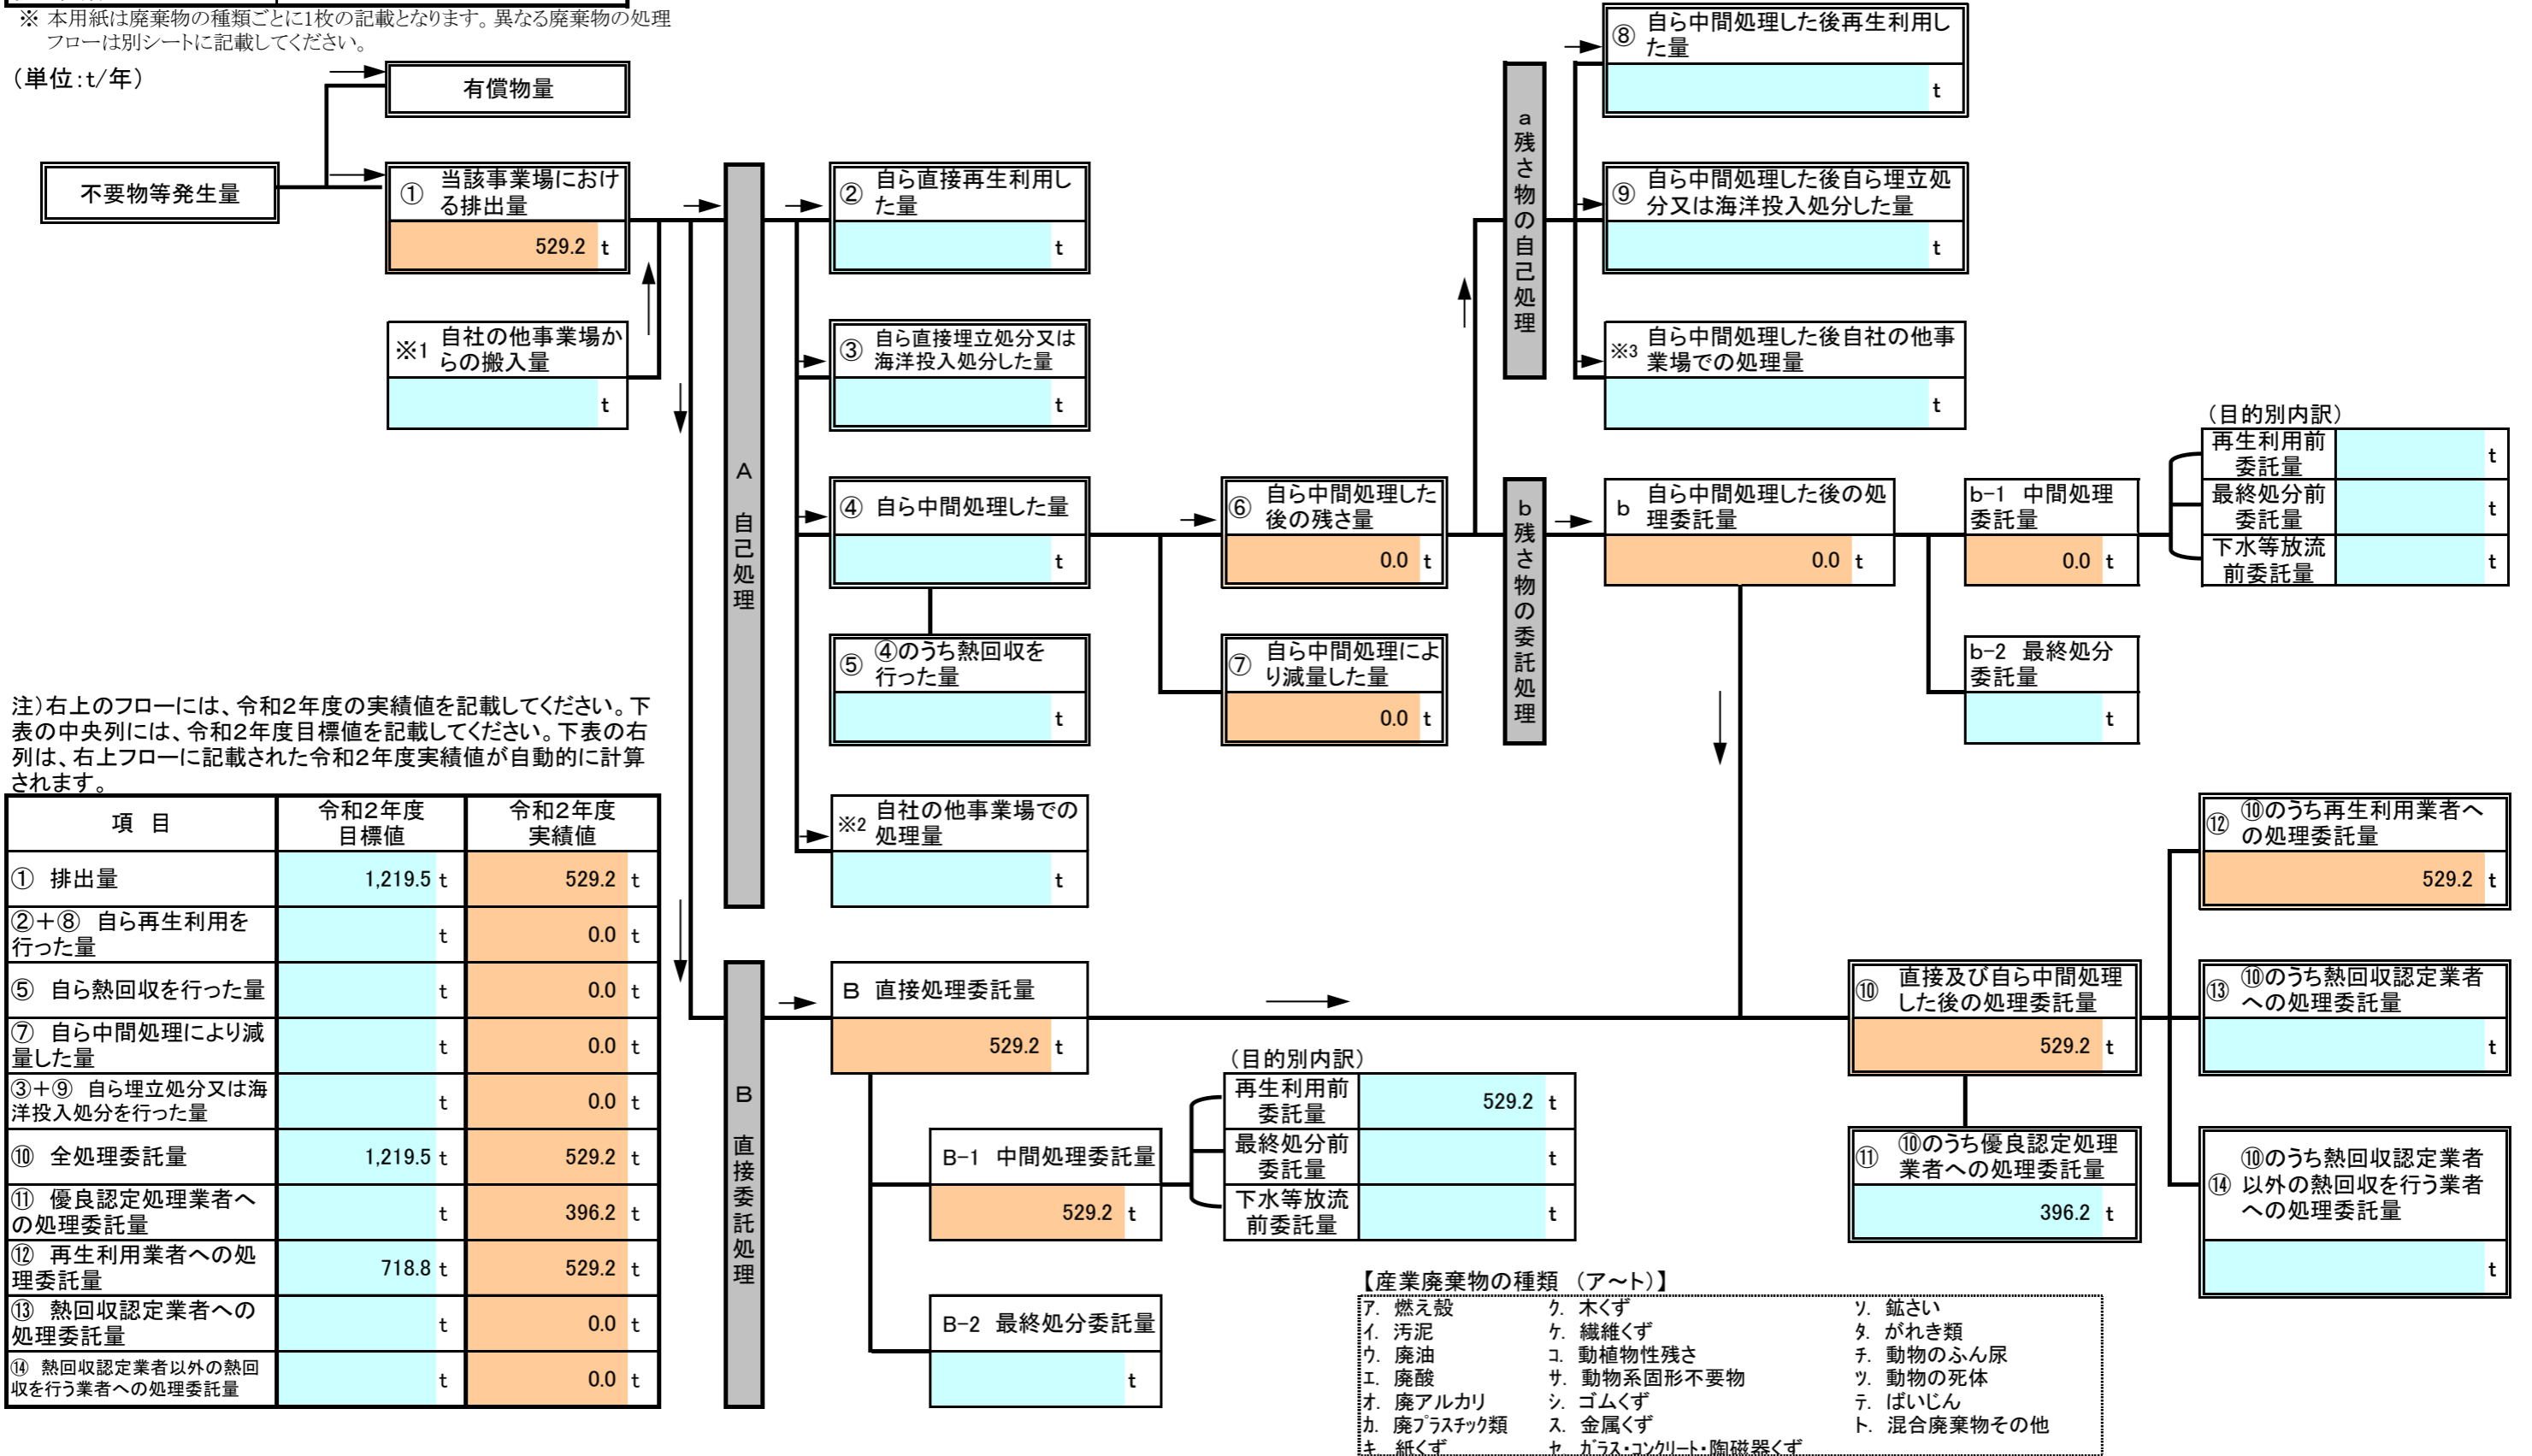 ※ 本用紙は廃棄物の種類ごとに1枚の記載となります。異なる廃棄物の処理
フローは別シートに記載してください。
(単位:t/年)
有償物量
不要物等発生量
① 当該事業場におけ
る排出量
529.2 t
※1 自社の他事業場か
らの搬入量
t
A 自己処理
② 自ら直接再生利用し
た量
t
③ 自ら直接埋立処分又は
海洋投入処分した量
t
④ 自ら中間処理した量
t
⑤ ④のうち熱回収を
行った量
t
※2 自社の他事業場での
処理量
t
⑥ 自ら中間処理した
後の残さ量
0.0 t
⑦ 自ら中間処理によ
り減量した量
0.0 t
a残さ物の自己処理
⑧ 自ら中間処理した後再生利用し
た量
t
⑨ 自ら中間処理した後自ら埋立処
分又は海洋投入処分した量
t
※3 自ら中間処理した後自社の他事
業場での処理量
t
b残さ物の委託処理
b 自ら中間処理した後の処
理委託量
0.0 t
b-1 中間処理
委託量
0.0 t
b-2 最終処分
委託量
t
(目的別内訳)
再生利用前
委託量
t
最終処分前
委託量
t
下水等放流
前委託量
t
注)右上のフローには、令和2年度の実績値を記載してください。下
表の中央列には、令和2年度目標値を記載してください。下表の右
列は、右上フローに記載された令和2年度実績値が自動的に計算
されます。
項 目 令和2年度 目標値 令和2年度 実績値
① 排出量 1,219.5 t 529.2 t
②+⑧ 自ら再生利用を
行った量 t 0.0 t
⑤ 自ら熱回収を行った量 t 0.0 t
⑦ 自ら中間処理により減
量した量 t 0.0 t
③+⑨ 自ら埋立処分又は海
洋投入処分を行った量 t 0.0 t
⑩ 全処理委託量 1,219.5 t 529.2 t
⑪ 優良認定処理業者へ
の処理委託量 t 396.2 t
⑫ 再生利用業者への処
理委託量 718.8 t 529.2 t
⑬ 熱回収認定業者への
処理委託量 t 0.0 t
⑭ 熱回収認定業者以外の熱回
収を行う業者への処理委託量 t 0.0 t
B 直接委託処理
B 直接処理委託量
529.2 t
B-1 中間処理委託量
529.2 t
B-2 最終処分委託量
t
(目的別内訳)
再生利用前
委託量
529.2 t
最終処分前
委託量
t
下水等放流
前委託量
t
⑩ 直接及び自ら中間処理
した後の処理委託量
529.2 t
⑪ ⑩のうち優良認定処理
業者への処理委託量
396.2 t
⑫ ⑩のうち再生利用業者へ
の処理委託量
529.2 t
⑬ ⑩のうち熱回収認定業者
への処理委託量
t
⑭ ⑩のうち熱回収認定業者
以外の熱回収を行う業者
への処理委託量
t
【産業廃棄物の種類 (ア~ト)】
ア. 燃え殻 ク. 木くず ソ. 鉱さい
イ. 汚泥 ケ. 繊維くず タ. がれき類
ウ. 廃油 コ. 動植物性残さ チ. 動物のふん尿
エ. 廃酸 サ. 動物系固形不要物 ツ. 動物の死体
オ. 廃アルカリ シ. ゴムくず テ. ばいじん
カ. 廃プラスチック類 ス. 金属くず ト. 混合廃棄物その他
キ 紙くず セ ガラス・コンクリート・陶磁器くず